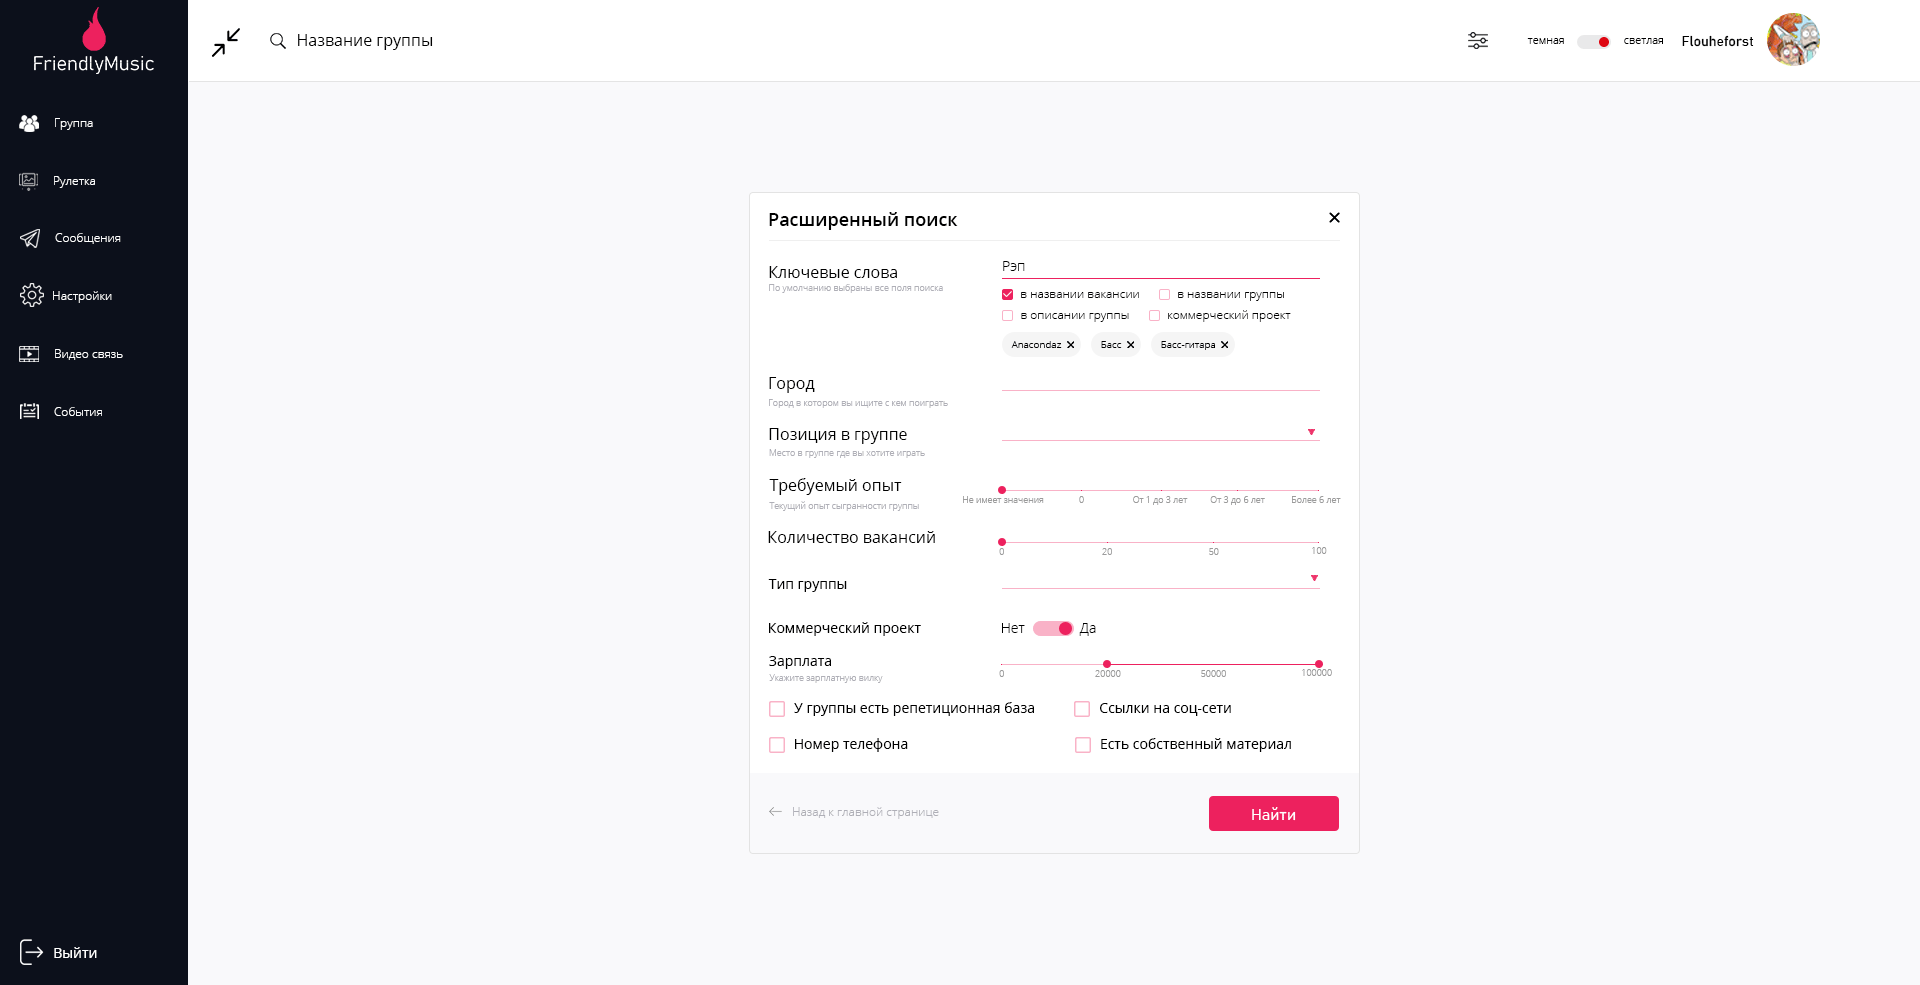 FriendlyMusic
Группа
Рулетка
Сообщения
Настройки
Видео связь
События
Выйти
Название группы
темная
светлая
Flouheforst
Расширенный поиск
Ключевые слова
По умолчанию выбраны все поля поиска
Рэп
в названии вакансии
в названии группы
в описании группы
коммерческий проект
Anacondaz
Басс
Басс-гитара
Город
Город в котором вы ищите с кем поиграть
Позиция в группе
Место в группе где вы хотите играть
Требуемый опыт
Текущий опыт сыгранности группы
Не имеет значения
0
От 1 до 3 лет
От 3 до 6 лет
Более 6 лет
Количество вакансий
0
20
50
100
Тип группы
Коммерческий проект
Нет
Да
Зарплата
Укажите зарплатную вилку
0
20000
50000
100000
У группы есть репетиционная база
Ссылки на соц-сети
Номер телефона
Есть собственный материал
Назад к главной странице
Найти